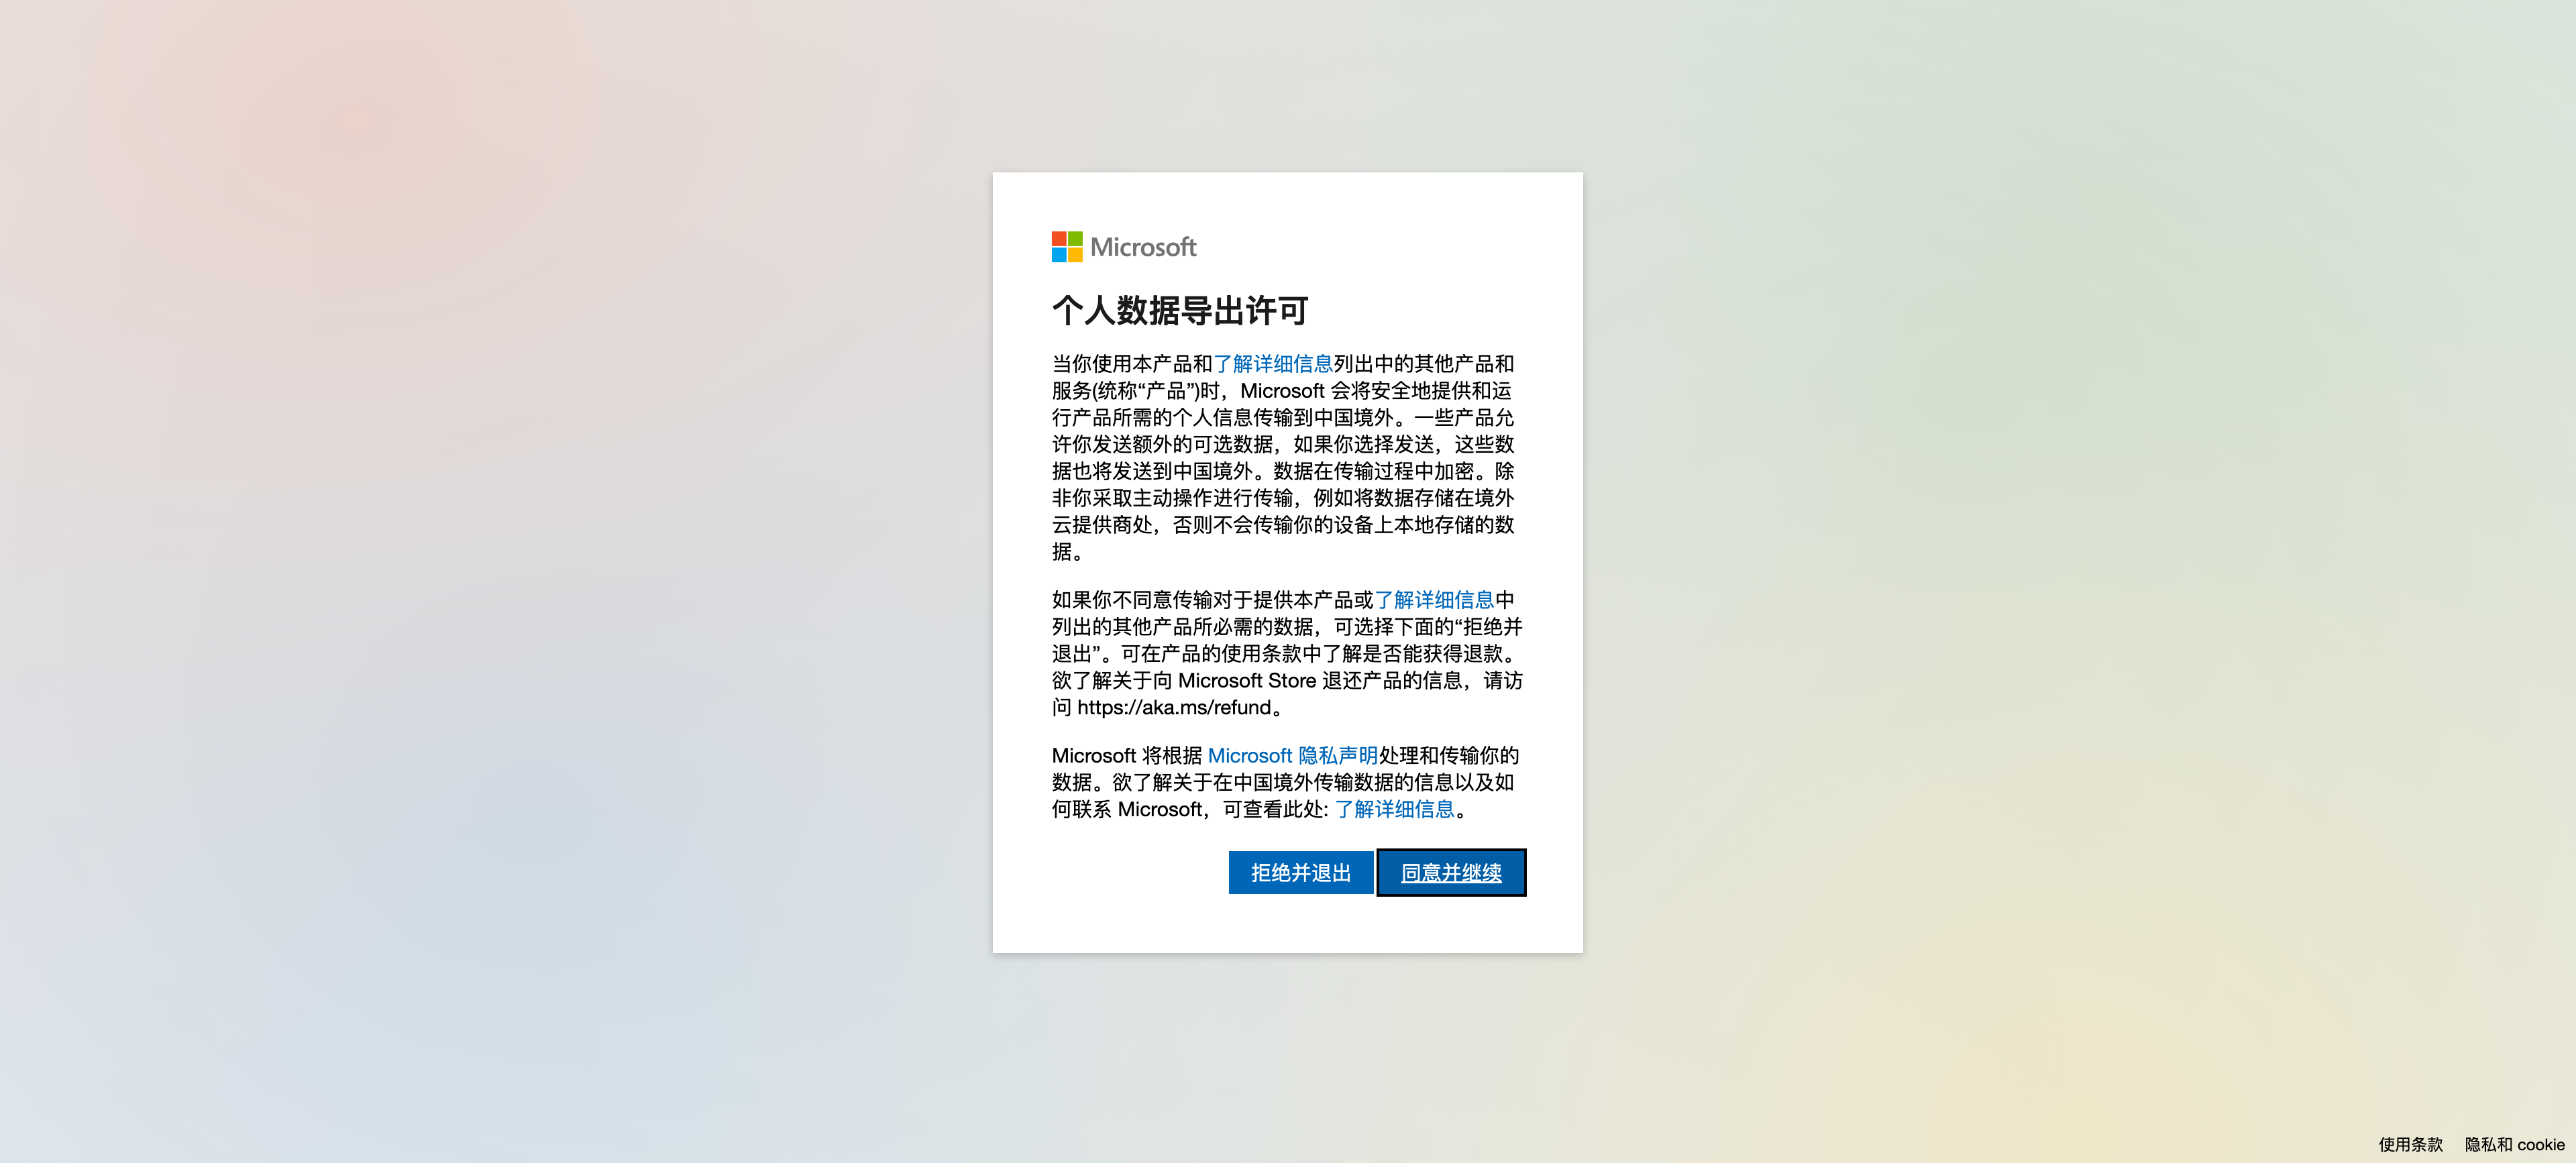 Microsoft
个人数据导出许可
当你使用本产品和了解详细信息列出中的其他产品和
服务(统称“产品”)时，Microsoft 会将安全地提供和运
行产品所需的个人信息传输到中国境外。一些产品允
许你发送额外的可选数据，如果你选择发送，这些数
据也将发送到中国境外。数据在传输过程中加密。除
非你采取主动操作进行传输，例如将数据存储在境外
云提供商处，否则不会传输你的设备上本地存储的数
据。
如果你不同意传输对于提供本产品或了解详细信息中
列出的其他产品所必需的数据，可选择下面的“拒绝并
退出”。可在产品的使用条款中了解是否能获得退款。
欲了解关于向 Microsoft Store 退还产品的信息，请访
问 https://aka.ms/refund。
Microsoft 将根据 Microsoft 隐私声明处理和传输你的
数据。欲了解关于在中国境外传输数据的信息以及如
何联系 Microsoft，可查看此处: 了解详细信息。
拒绝并退出 同意并继续
使用条款 隐私和 cookie